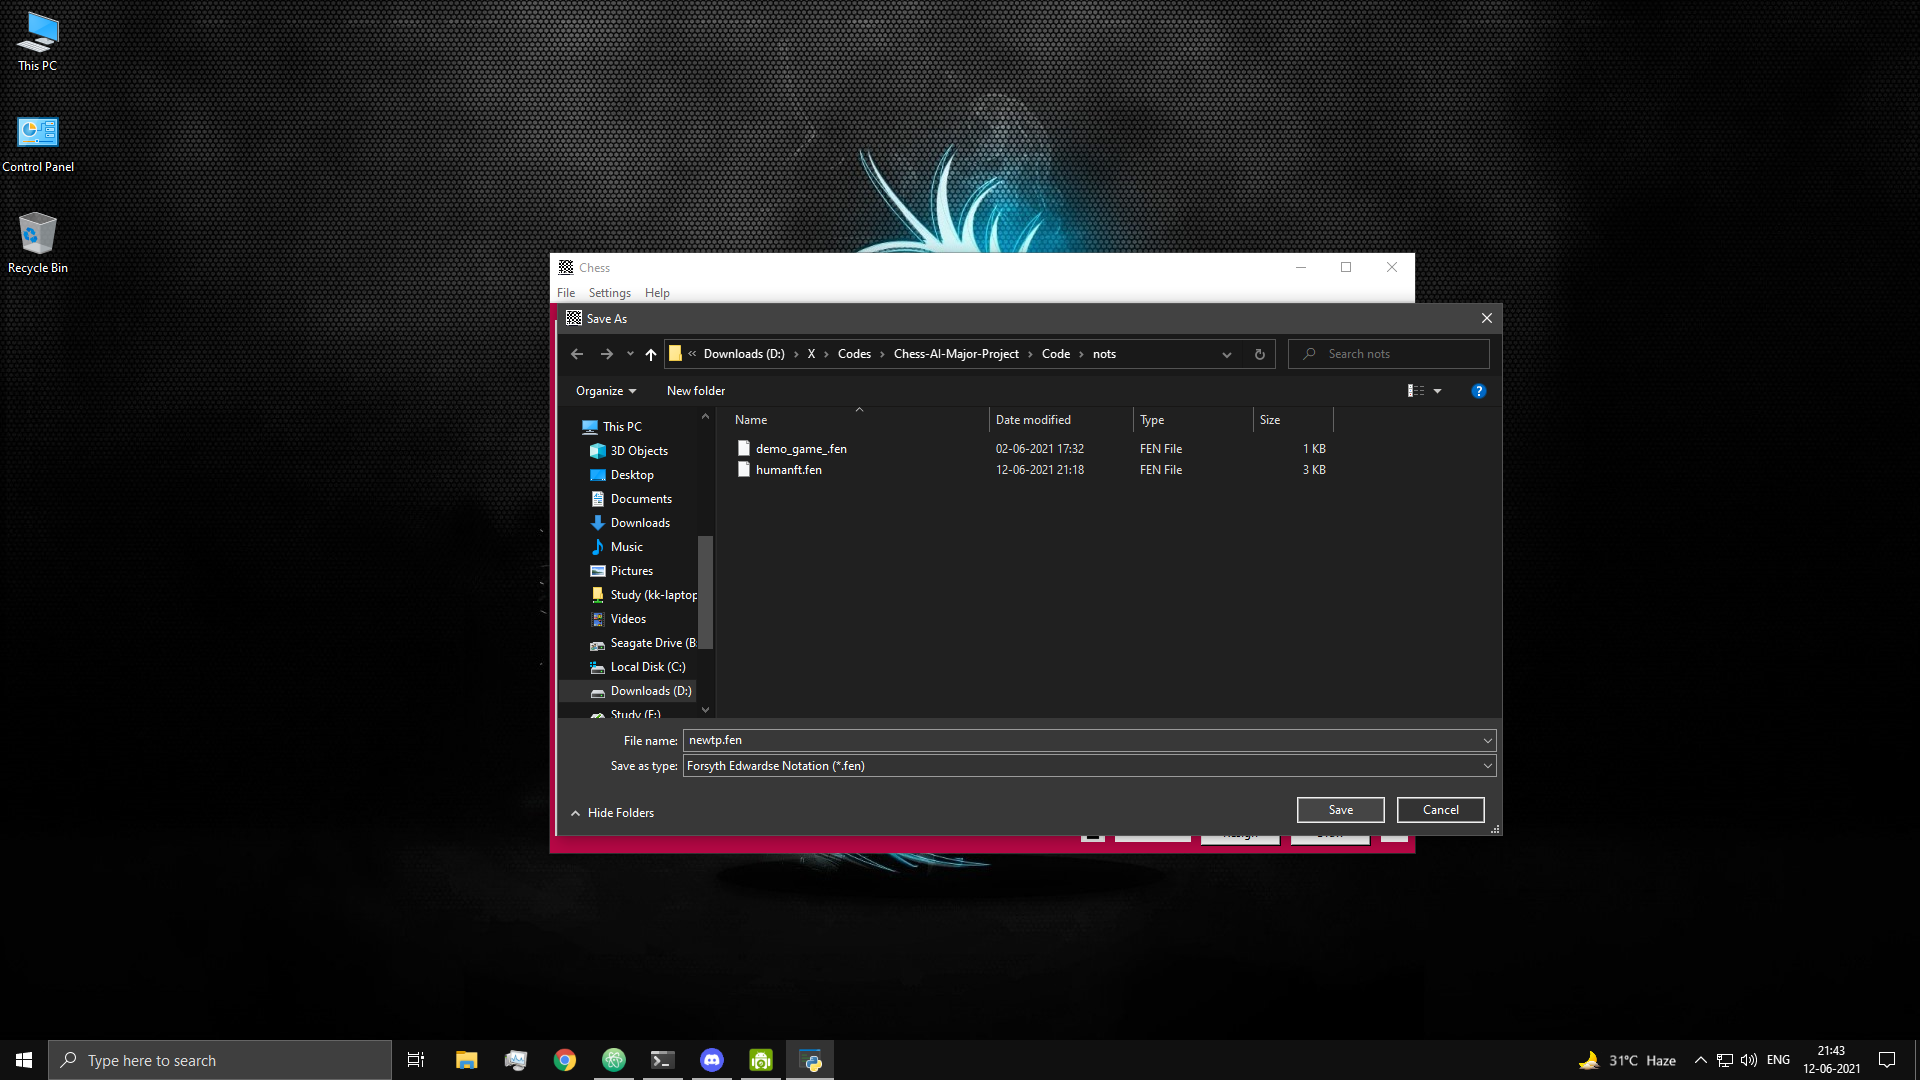 This PC
Control Panel
Recycle Bin
Chess
File Settings Help
Save As
« Downloads (D:) › X › Codes › Chess-AI-Major-Project › Code › nots
Search nots
Organize New folder
?
Name Date modified Type Size
demo_game_.fen 02-06-2021 17:32 FEN File 1 KB
humanft.fen 12-06-2021 21:18 FEN File 3 KB
This PC
3D Objects
Desktop
Documents
Downloads
Music
Pictures
Study (kk-laptop
Videos
Seagate Drive (B:
Local Disk (C:)
Downloads (D:)
Study (F:)
File name: newtp.fen
Save as type: Forsyth Edwardse Notation (*.fen)
Hide Folders
Save Cancel
Type here to search
31°C Haze
ENG
21:43
12-06-2021